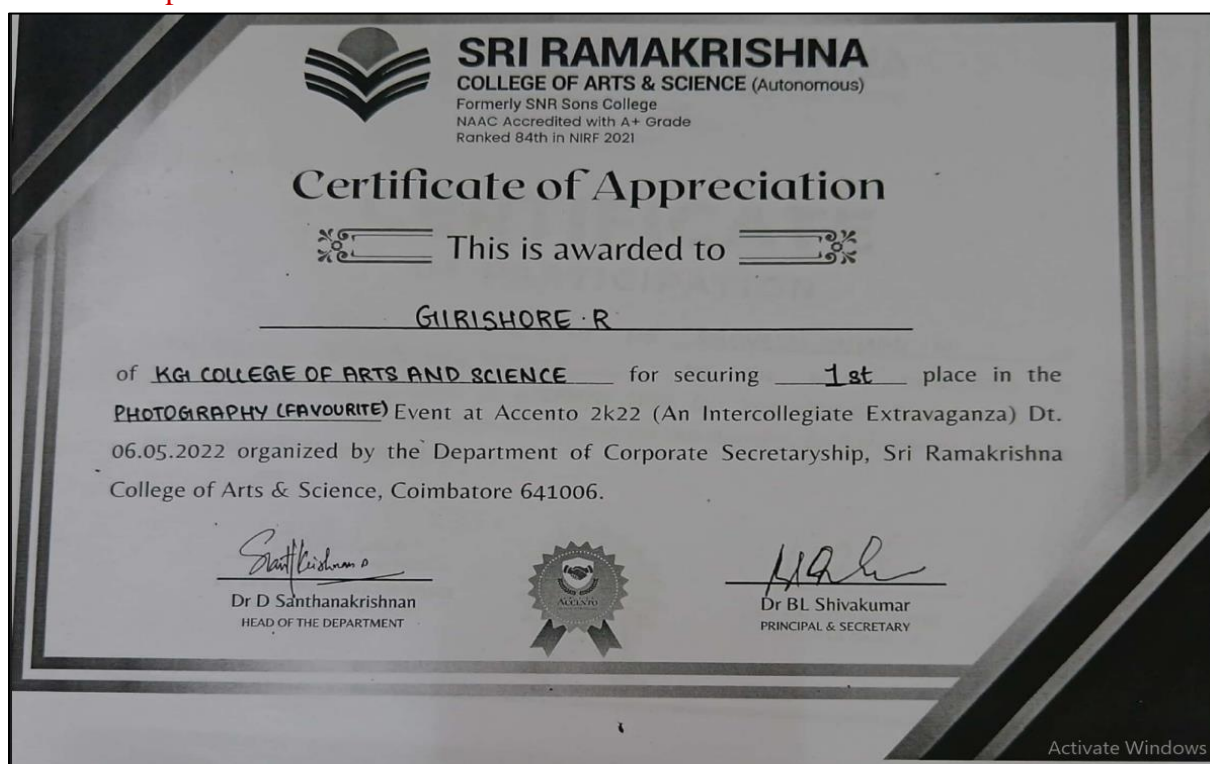 SRI RAMAKRISHNA
COLLEGE OF ARTS & SCIENCE (Autonomous)
Formerly SNR Sons College
NAAC Accredited with A+ Grade
Ranked 84th in NIRF 2021
Certificate of Appreciation
This is awarded to
GIRISHORE . R
of KG COLLEGE OF ARTS AND SCIENCE for securing 1st place in the
PHOTOGRAPHY (FAVOURITE) Event at Accento 2k22 (An Intercollegiate Extravaganza) Dt.
06.05.2022 organized by the Department of Corporate Secretaryship, Sri Ramakrishna
College of Arts & Science, Coimbatore 641006.
ACCENTO
Dr D Santhanakrishnan
HEAD OF THE DEPARTMENT
Dr BL Shivakumar
PRINCIPAL & SECRETARY
Activate Windows